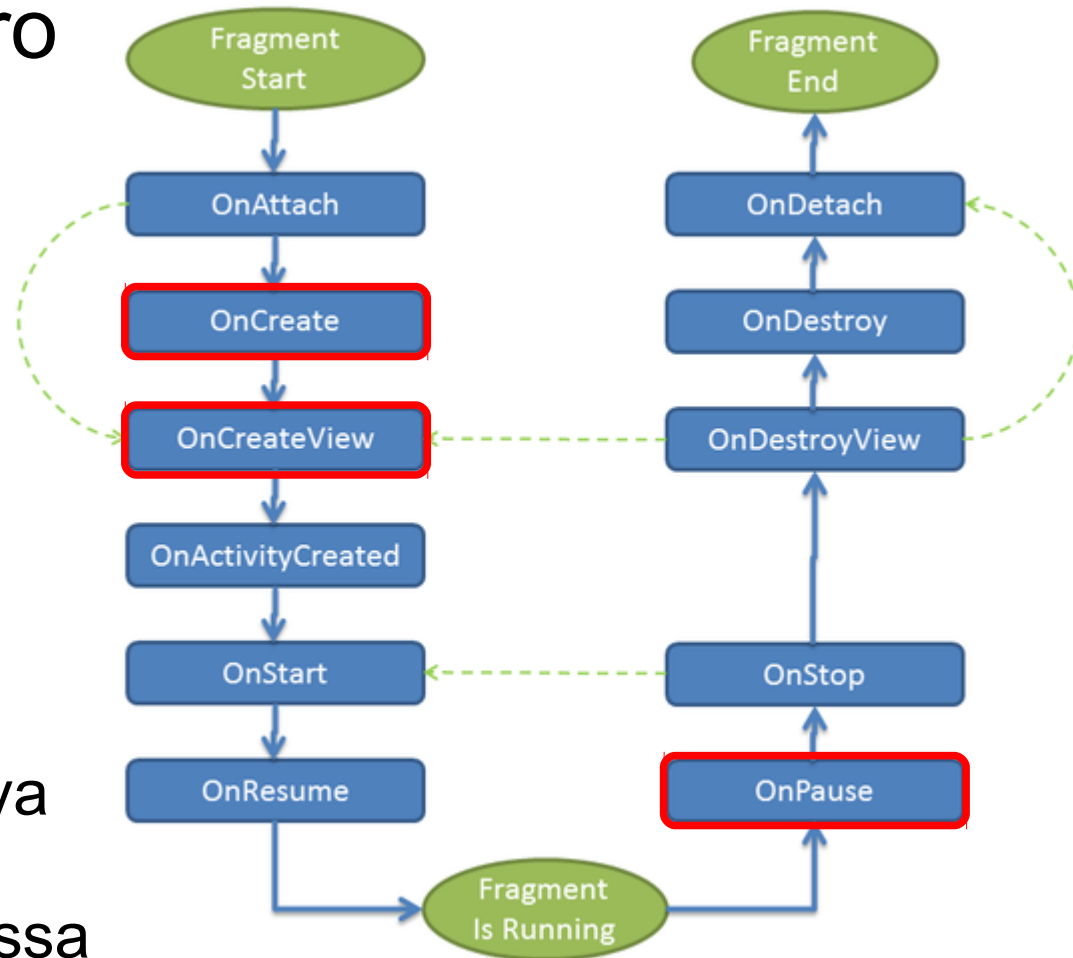 ro
Fragment
Start
OnAttach
OnCreate
OnCreateView
OnActivityCreated
OnStart
OnResume
Fragment
Is Running
Fragment
End
OnDetach
OnDestroy
OnDestroyView
OnStop
OnPause
va
ssa